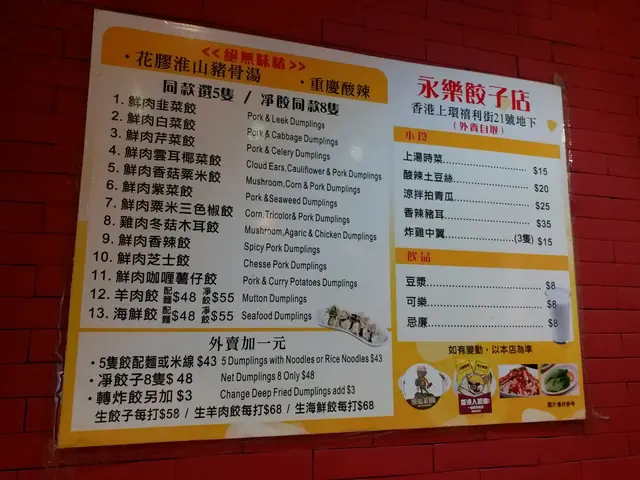 <<絕無味精>>
·花膠淮山豬骨湯 ·重慶酸辣
同款 選5隻 / 淨餃同款8隻
1. 鮮肉韭菜餃 Pork & Leek Dumplings
2. 鮮肉白菜餃 Pork & Cabbage Dumplings
3. 鮮肉芹菜餃 Pork & Celery Dumplings
4. 鮮肉雲耳椰菜餃 Cloud Ears,Cauliflower & Pork Dumplings
5. 鮮肉香菇粟米餃 Mushroom,Corn & Pork Dumplings
6. 鮮肉紫菜餃 Pork &Seaweed Dumplings
7. 鮮肉粟米三色椒餃 Corn,Tricolor& Pork Dumplings
8. 雞肉冬菇木耳餃 Mushroom,Agaric & Chicken Dumplings
9. 鮮肉香辣餃 Spicy Pork Dumplings
10. 鮮肉芝士餃 Chesse Pork Dumplings
11. 鮮肉咖喱薯仔餃 Pork & Curry Potatoes Dumplings
12. 羊肉餃 配麵$48 淨餃$55 Mutton Dumplings
13. 海鮮餃 配麵$48 淨餃$55 Seafood Dumplings
外賣加一元
·5隻餃配麵或米線 $43 5 Dumplings with Noodles or Rice Noodles $43
·凈餃子8隻$ 48 Net Dumplings 8 Only $48
·轉炸餃另加 $3 Change Deep Fried Dumplings add $3
生餃子每打$58 / 生羊肉餃每打$68 / 生海鮮餃每打$68
永樂餃子店
香港上環禧利街21號地下
(外賣自取)
小食
上湯時菜 $15
酸辣土豆絲 $20
涼拌拍青瓜 $25
香辣豬耳 $35
炸雞中翼 (3隻) $15
飲品
豆漿 $8
可樂 $8
忌廉 $8
如有變動，以本店為準
圖片僅供參考